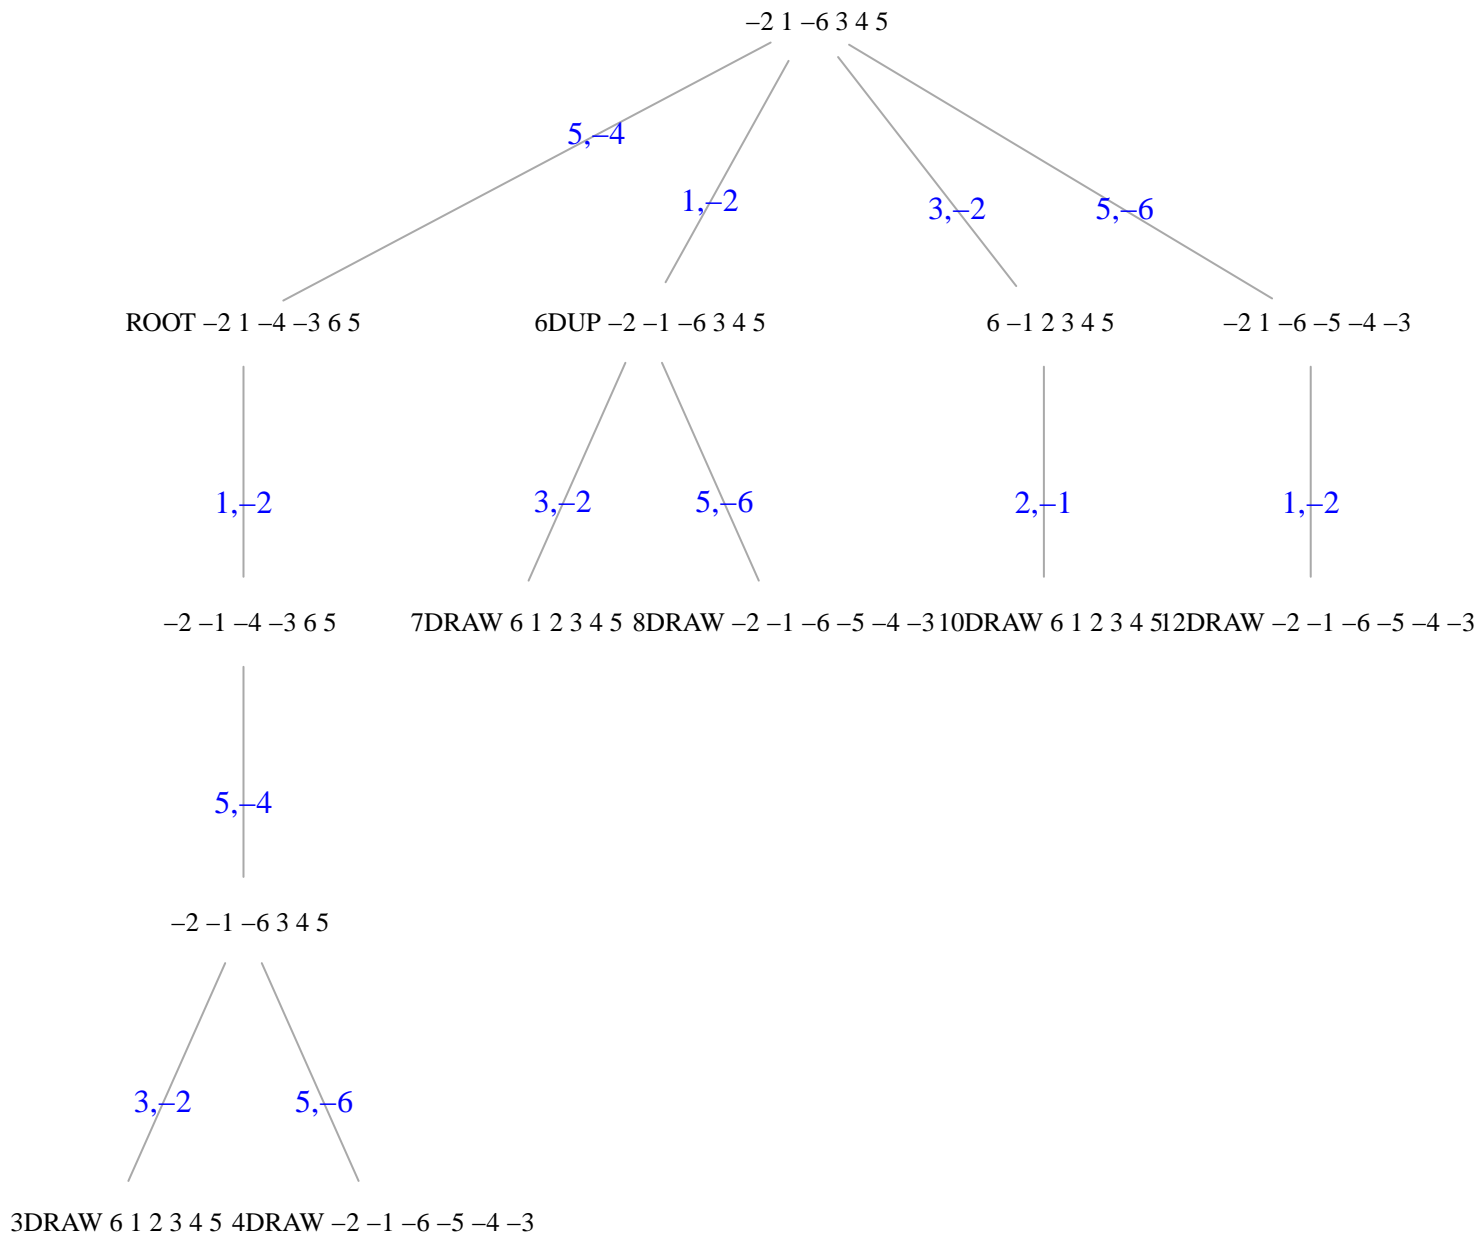 –2 1 –6 3 4 5
5,–4
1,–2
3,–2
5,–6
ROOT –2 1 –4 –3 6 5
6DUP –2 –1 –6 3 4 5
6 –1 2 3 4 5
–2 1 –6 –5 –4 –3
1,–2
3,–2
5,–6
2,–1
1,–2
–2 –1 –4 –3 6 5
7DRAW 6 1 2 3 4 5
8DRAW –2 –1 –6 –5 –4 –3
10DRAW 6 1 2 3 4 5
12DRAW –2 –1 –6 –5 –4 –3
5,–4
–2 –1 –6 3 4 5
3,–2
5,–6
3DRAW 6 1 2 3 4 5
4DRAW –2 –1 –6 –5 –4 –3